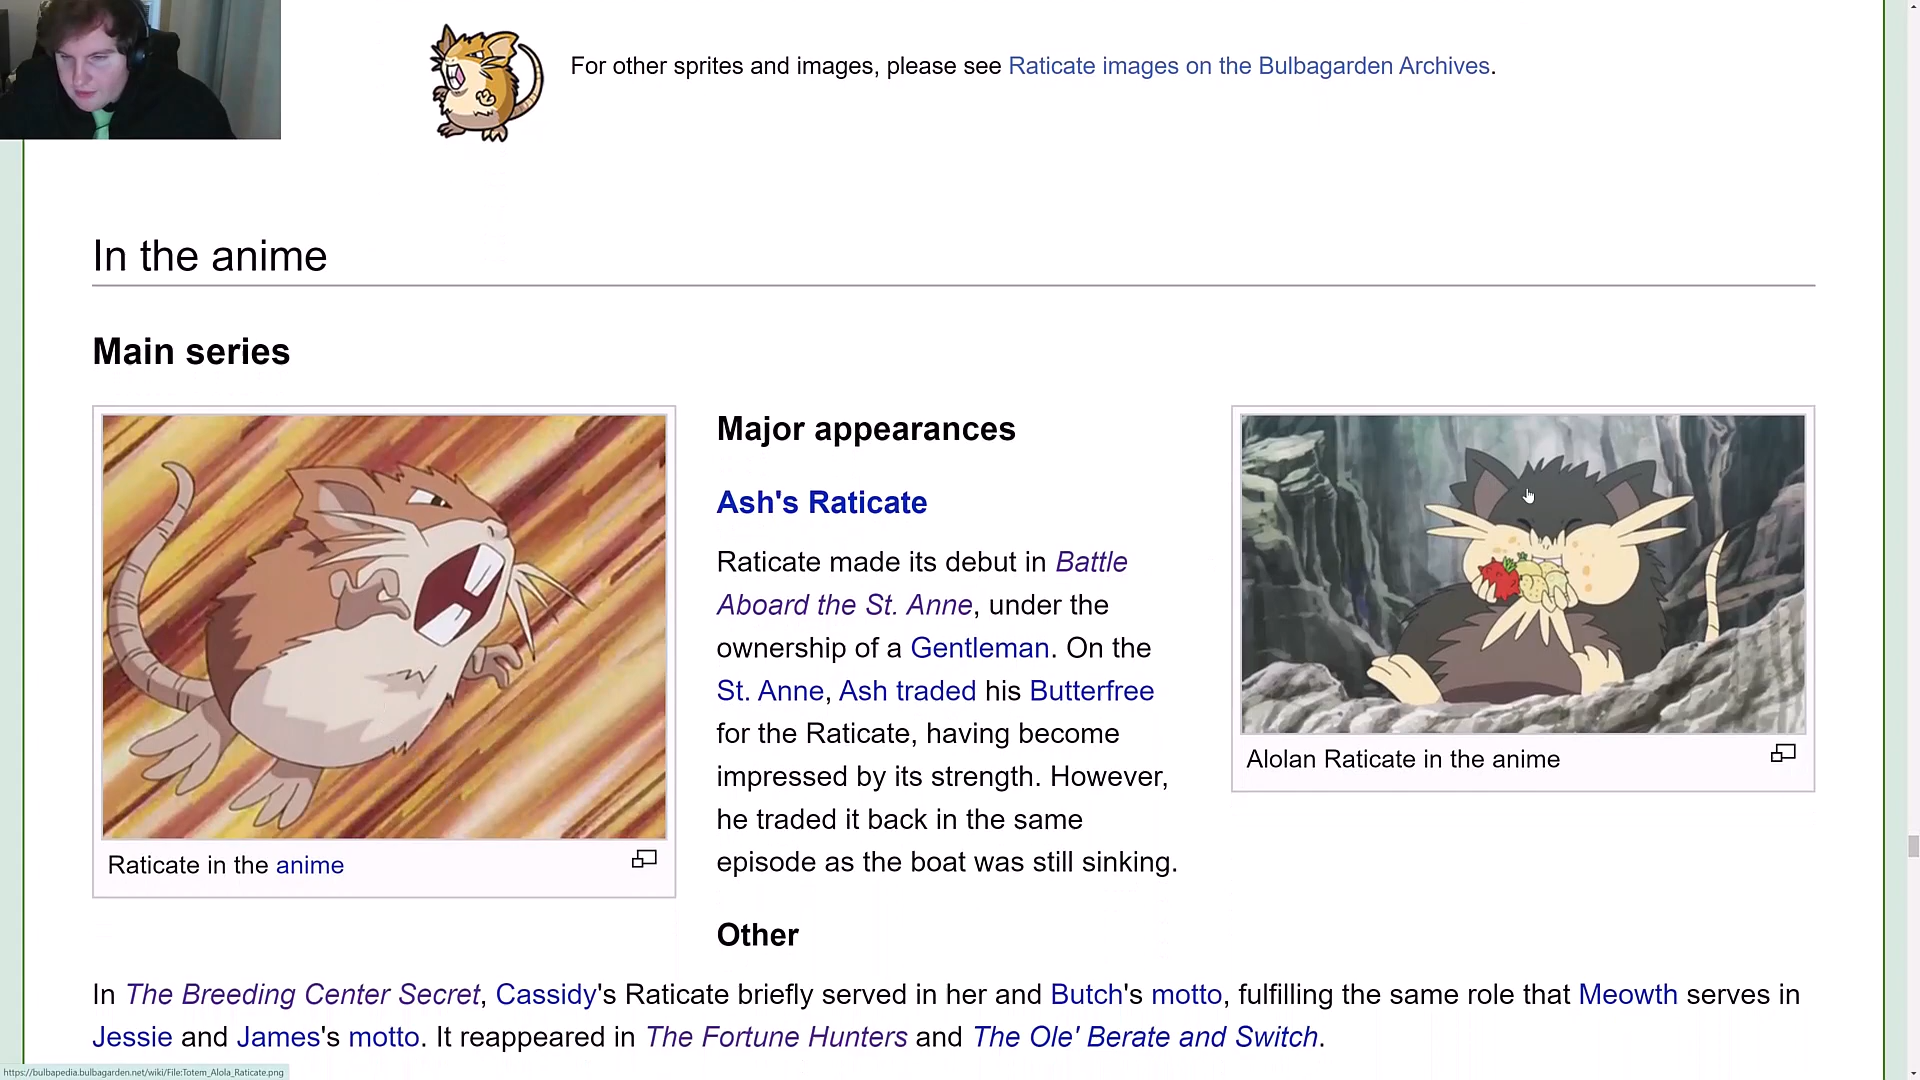 For other sprites and images, please see Raticate images on the Bulbagarden Archives.
In the anime
Main series
Raticate in the anime
Major appearances
Ash's Raticate
Raticate made its debut in Battle
Aboard the St. Anne, under the
ownership of a Gentleman. On the
St. Anne, Ash traded his Butterfree
for the Raticate, having become
impressed by its strength. However,
he traded it back in the same
episode as the boat was still sinking.
Alolan Raticate in the anime
Other
In The Breeding Center Secret, Cassidy's Raticate briefly served in her and Butch's motto, fulfilling the same role that Meowth serves in
Jessie and James's motto. It reappeared in The Fortune Hunters and The Ole' Berate and Switch.
https://bulbapedia.bulbagarden.net/wiki/File:Totem_Alola_Raticate.png